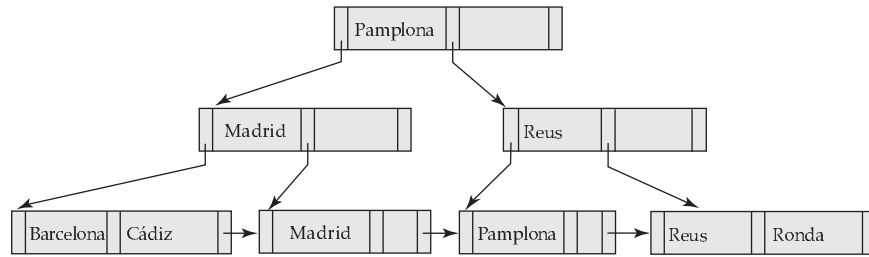 Pamplona
Madrid
Reus
Barcelona Cádiz
Madrid
Pamplona
Reus Ronda